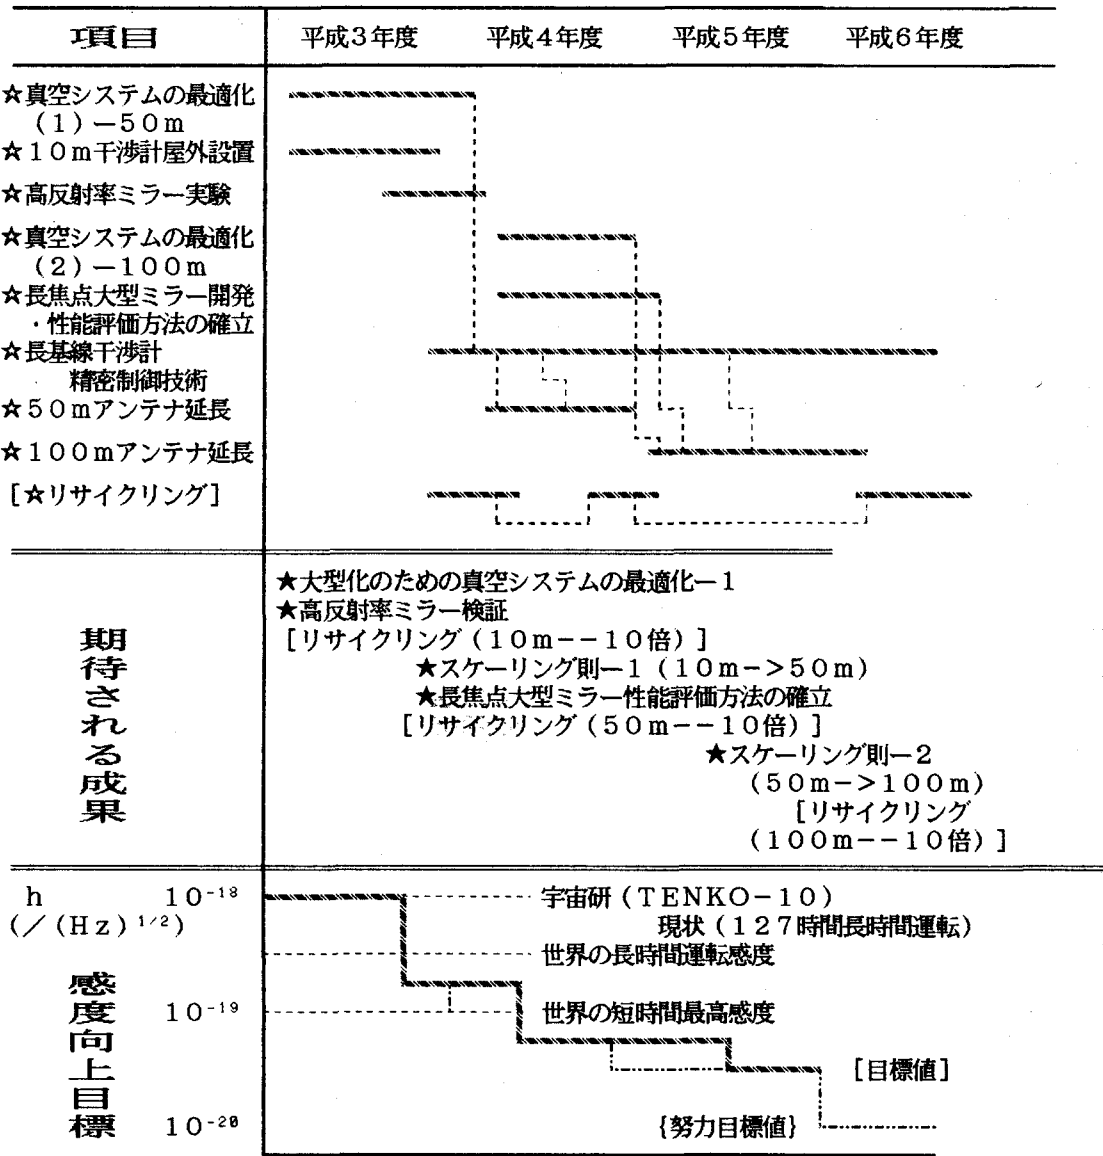 項目 平成3年度 平成4年度 平成5年度 平成6年度
☆真空システムの最適化
(1)－50m
☆10m干渉計屋外設置
☆高反射率ミラー実験
☆真空システムの最適化
(2)－100m
☆長焦点大型ミラー開発
・性能評価方法の確立
☆長基線干渉計
精密制御技術
☆50mアンテナ延長
☆100mアンテナ延長
[☆リサイクリング]
期待される成果
★大型化のための真空システムの最適化－1
★高反射率ミラー検証
[リサイクリング(10m--10倍)]
★スケーリング則－1(10m->50m)
★長焦点大型ミラー性能評価方法の確立
[リサイクリング(50m--10倍)]
★スケーリング則－2
(50m->100m)
[リサイクリング
(100m--10倍)]
感度向上目標
h 10⁻¹⁸ 宇宙研(TENKO-10)
(/(Hz)¹/²) 現状(127時間長時間運転)
世界の長時間運転感度
10⁻¹⁹ 世界の短時間最高感度
[目標値]
10⁻²⁰ {努力目標値}